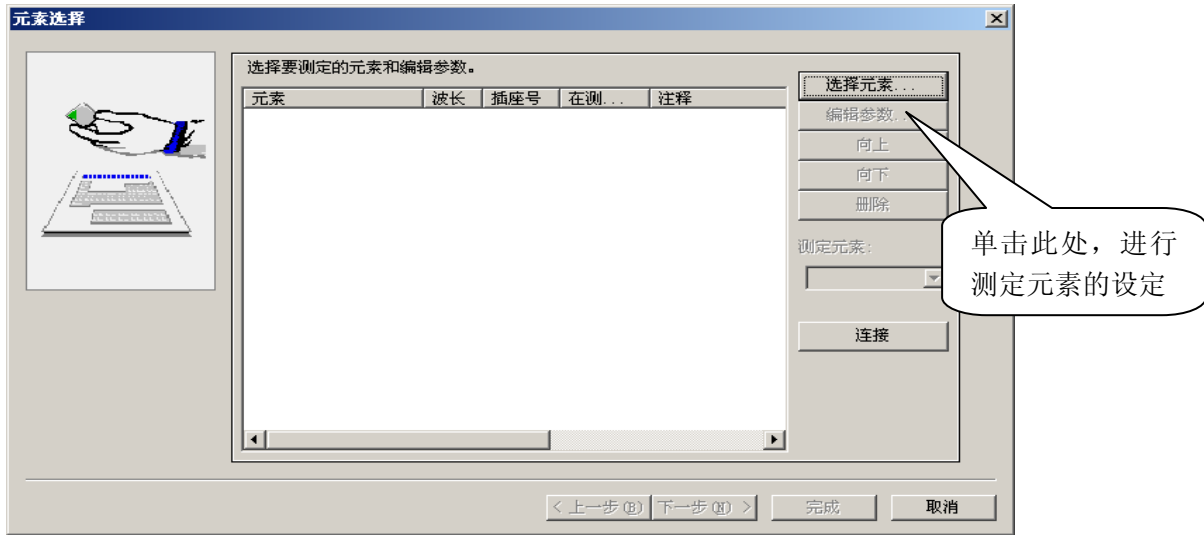 元素选择
选择要测定的元素和编辑参数。
元素 波长 插座号 在测... 注释
选择元素...
编辑参数...
向上
向下
删除
测定元素:
连接
单击此处，进行
测定元素的设定
< 上一步(B) 下一步(N) > 完成 取消